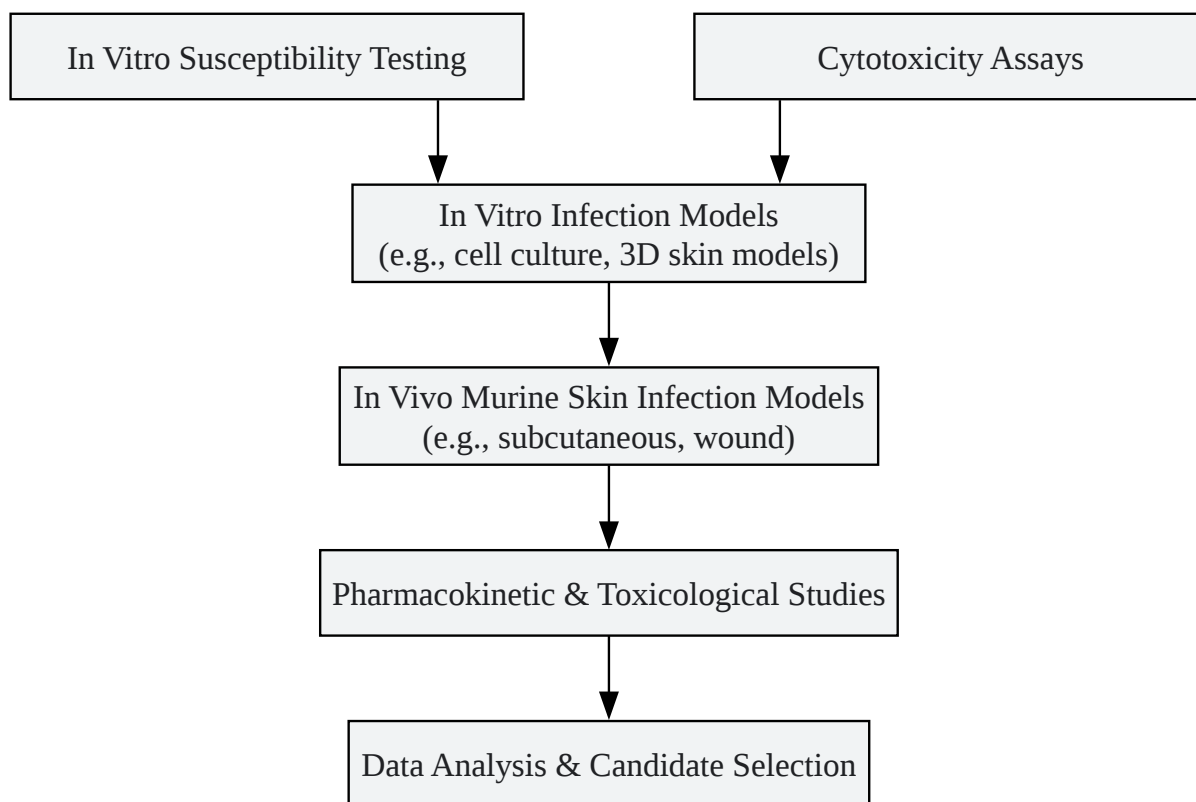 In Vitro Susceptibility Testing
Cytotoxicity Assays
In Vitro Infection Models
(e.g., cell culture, 3D skin models)
In Vivo Murine Skin Infection Models
(e.g., subcutaneous, wound)
Pharmacokinetic & Toxicological Studies
Data Analysis & Candidate Selection